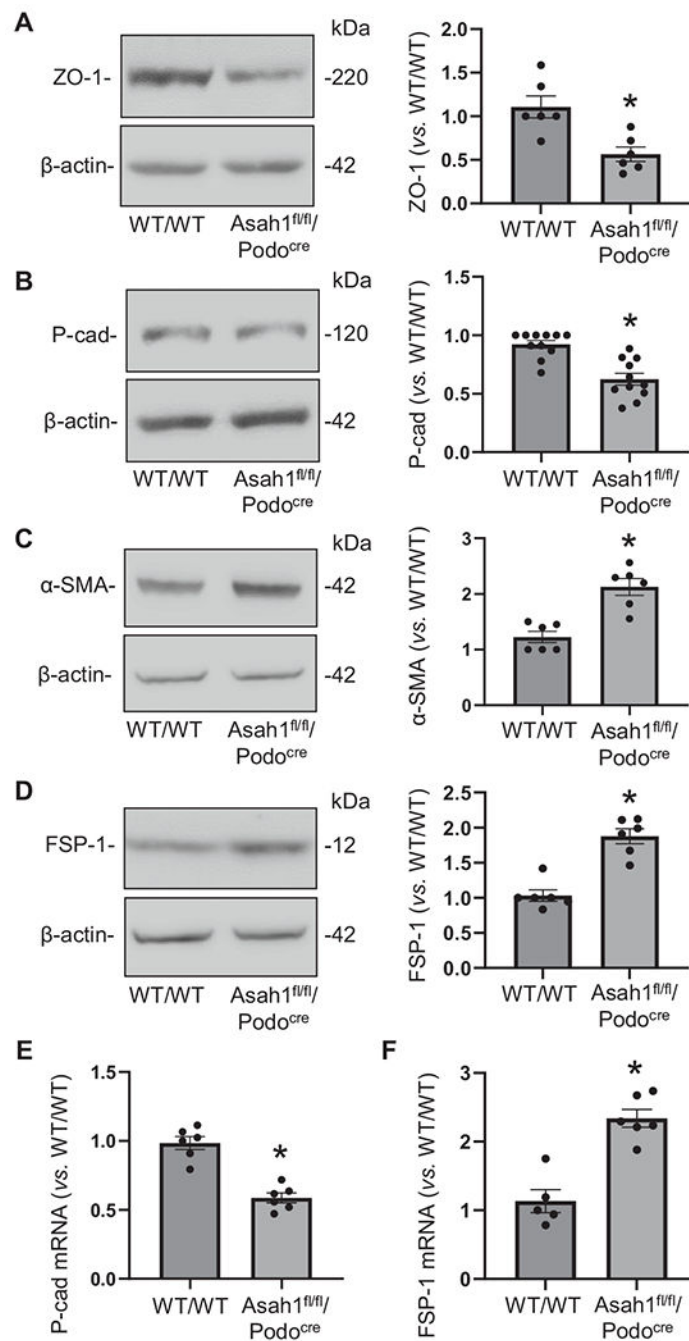 A
kDa
ZO-1-
-220
β-actin-
-42
WT/WT
Asah1fl/fl/
Podocre
ZO-1 (vs. WT/WT)
2.0
1.5
1.0
0.5
0.0
*
WT/WT
Asah1fl/fl/
Podocre
B
kDa
P-cad-
-120
β-actin-
-42
WT/WT
Asah1fl/fl/
Podocre
P-cad (vs. WT/WT)
1.5
1.0
0.5
0.0
*
WT/WT
Asah1fl/fl/
Podocre
C
kDa
α-SMA-
-42
β-actin-
-42
WT/WT
Asah1fl/fl/
Podocre
α-SMA (vs. WT/WT)
3
2
1
0
*
WT/WT
Asah1fl/fl/
Podocre
D
kDa
FSP-1-
-12
β-actin-
-42
WT/WT
Asah1fl/fl/
Podocre
FSP-1 (vs. WT/WT)
2.5
2.0
1.5
1.0
0.5
0.0
*
WT/WT
Asah1fl/fl/
Podocre
E
P-cad mRNA (vs. WT/WT)
1.5
1.0
0.5
0.0
*
WT/WT
Asah1fl/fl/
Podocre
F
FSP-1 mRNA (vs. WT/WT)
3
2
1
0
*
WT/WT
Asah1fl/fl/
Podocre